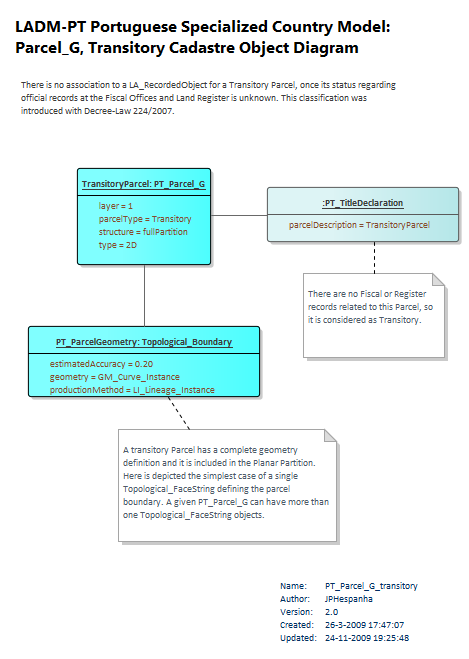 LADM-PT Portuguese Specialized Country Model:
Parcel_G, Transitory Cadastre Object Diagram
There is no association to a LA_RecordedObject for a Transitory Parcel, once its status regarding
official records at the Fiscal Offices and Land Register is unknown. This classification was
introduced with Decree-Law 224/2007.
TransitoryParcel: PT_Parcel_G
layer = 1
parcelType = Transitory
structure = fullPartition
type = 2D
:PT_TitleDeclaration
parcelDescription = TransitoryParcel
There are no Fiscal or Register
records related to this Parcel, so
it is considered as Transitory.
PT_ParcelGeometry: Topological_Boundary
estimatedAccuracy = 0.20
geometry = GM_Curve_Instance
productionMethod = LI_Lineage_Instance
A transitory Parcel has a complete geometry
definition and it is included in the Planar Partition.
Here is depicted the simplest case of a single
Topological_FaceString defining the parcel
boundary. A given PT_Parcel_G can have more than
one Topological_FaceString objects.
Name: PT_Parcel_G_transitory
Author: JPHespanha
Version: 2.0
Created: 26-3-2009 17:47:07
Updated: 24-11-2009 19:25:48